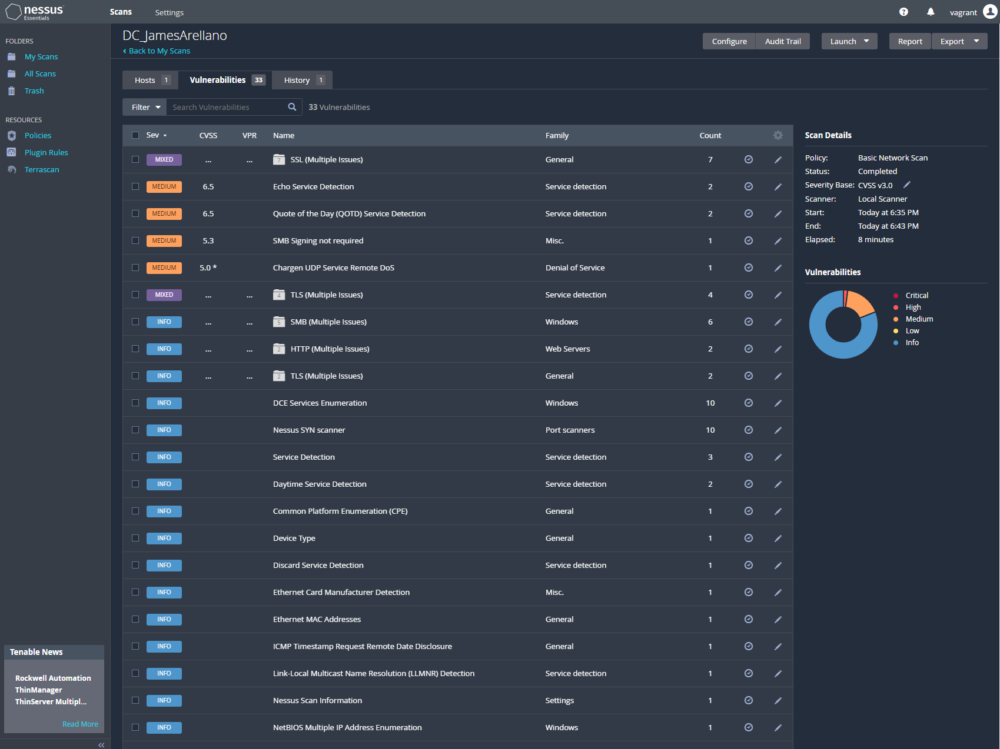 nessus
Essentials
Scans
Settings
vagrant
FOLDERS
My Scans
All Scans
Trash
RESOURCES
Policies
Plugin Rules
Terrascan
Tenable News
Rockwell Automation
ThinManager
ThinServer Multipl...
Read More
DC_JamesArellano
Back to My Scans
Configure Audit Trail Launch Report Export
Hosts 1 Vulnerabilities 33 History 1
Filter Search Vulnerabilities 33 Vulnerabilities
Sev CVSS VPR Name Family Count
MIXED ... ... 7 SSL (Multiple Issues) General 7
MEDIUM 6.5 Echo Service Detection Service detection 2
MEDIUM 6.5 Quote of the Day (QOTD) Service Detection Service detection 2
MEDIUM 5.3 SMB Signing not required Misc. 1
MEDIUM 5.0 * Chargen UDP Service Remote DoS Denial of Service 1
MIXED ... ... 4 TLS (Multiple Issues) Service detection 4
INFO ... ... 5 SMB (Multiple Issues) Windows 6
INFO ... ... 2 HTTP (Multiple Issues) Web Servers 2
INFO ... ... 2 TLS (Multiple Issues) General 2
INFO DCE Services Enumeration Windows 10
INFO Nessus SYN scanner Port scanners 10
INFO Service Detection Service detection 3
INFO Daytime Service Detection Service detection 2
INFO Common Platform Enumeration (CPE) General 1
INFO Device Type General 1
INFO Discard Service Detection Service detection 1
INFO Ethernet Card Manufacturer Detection Misc. 1
INFO Ethernet MAC Addresses General 1
INFO ICMP Timestamp Request Remote Date Disclosure General 1
INFO Link-Local Multicast Name Resolution (LLMNR) Detection Service detection 1
INFO Nessus Scan Information Settings 1
INFO NetBIOS Multiple IP Address Enumeration Windows 1
Scan Details
Policy: Basic Network Scan
Status: Completed
Severity Base: CVSS v3.0
Scanner: Local Scanner
Start: Today at 6:35 PM
End: Today at 6:43 PM
Elapsed: 8 minutes
Vulnerabilities
Critical
High
Medium
Low
Info